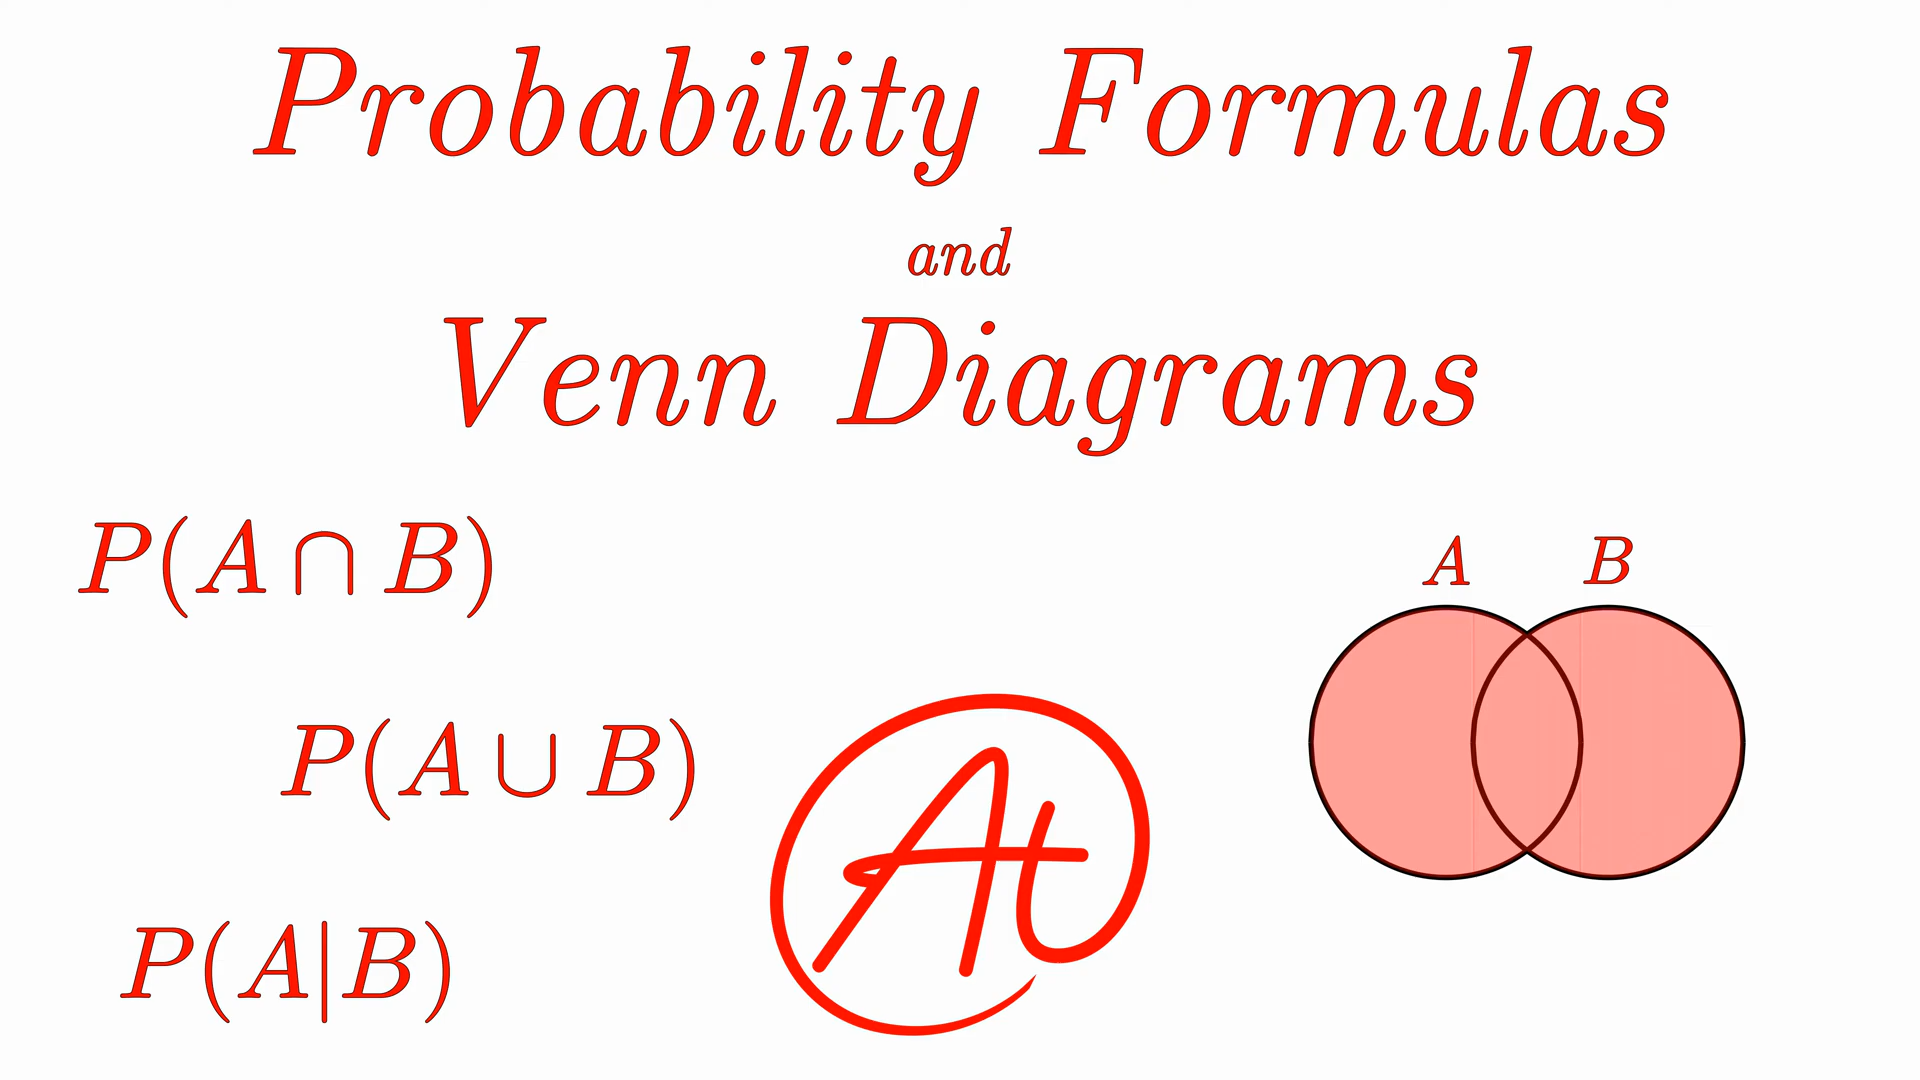 Probability Formulas
and
Venn Diagrams
P(A ∩ B)
A B
P(A ∪ B)
At
P(A|B)